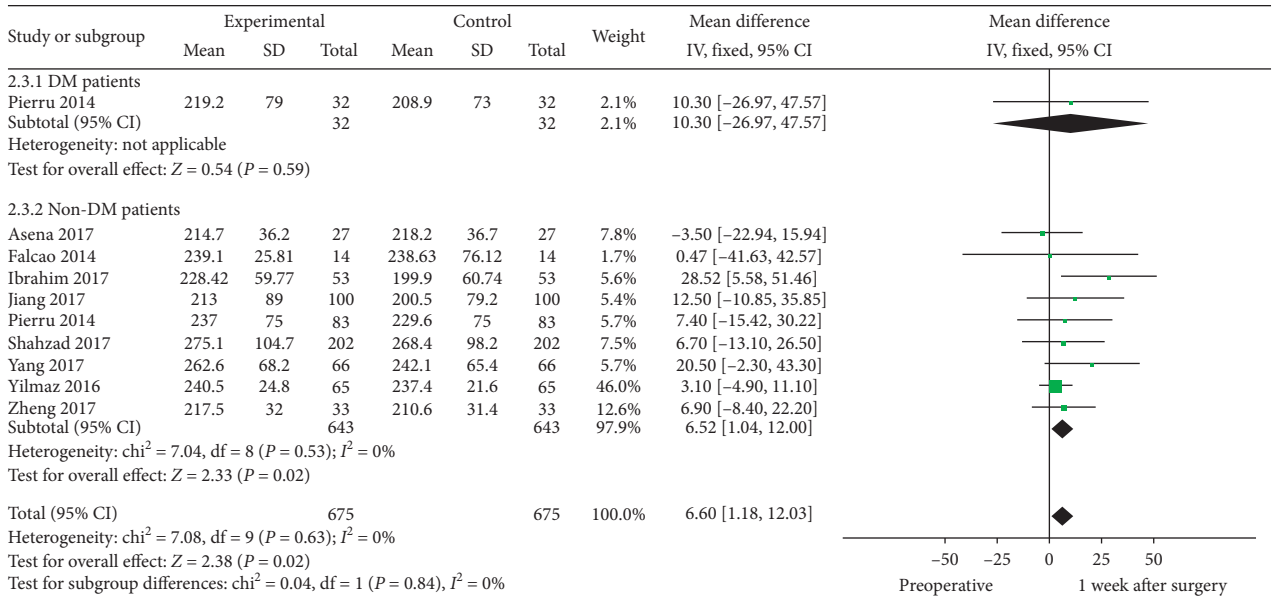 Study or subgroup Experimental Control Weight Mean difference Mean difference
Mean SD Total Mean SD Total IV, fixed, 95% CI IV, fixed, 95% CI
2.3.1 DM patients
Pierru 2014 219.2 79 32 208.9 73 32 2.1% 10.30 [−26.97, 47.57]
Subtotal (95% CI) 32 32 2.1% 10.30 [−26.97, 47.57]
Heterogeneity: not applicable
Test for overall effect: Z = 0.54 (P = 0.59)
2.3.2 Non-DM patients
Asena 2017 214.7 36.2 27 218.2 36.7 27 7.8% −3.50 [−22.94, 15.94]
Falcao 2014 239.1 25.81 14 238.63 76.12 14 1.7% 0.47 [−41.63, 42.57]
Ibrahim 2017 228.42 59.77 53 199.9 60.74 53 5.6% 28.52 [5.58, 51.46]
Jiang 2017 213 89 100 200.5 79.2 100 5.4% 12.50 [−10.85, 35.85]
Pierru 2014 237 75 83 229.6 75 83 5.7% 7.40 [−15.42, 30.22]
Shahzad 2017 275.1 104.7 202 268.4 98.2 202 7.5% 6.70 [−13.10, 26.50]
Yang 2017 262.6 68.2 66 242.1 65.4 66 5.7% 20.50 [−2.30, 43.30]
Yilmaz 2016 240.5 24.8 65 237.4 21.6 65 46.0% 3.10 [−4.90, 11.10]
Zheng 2017 217.5 32 33 210.6 31.4 33 12.6% 6.90 [−8.40, 22.20]
Subtotal (95% CI) 643 643 97.9% 6.52 [1.04, 12.00]
Heterogeneity: chi² = 7.04, df = 8 (P = 0.53); I² = 0%
Test for overall effect: Z = 2.33 (P = 0.02)
Total (95% CI) 675 675 100.0% 6.60 [1.18, 12.03]
Heterogeneity: chi² = 7.08, df = 9 (P = 0.63); I² = 0%
Test for overall effect: Z = 2.38 (P = 0.02)
Test for subgroup differences: chi² = 0.04, df = 1 (P = 0.84), I² = 0%
−50 −25 0 25 50
Preoperative 1 week after surgery